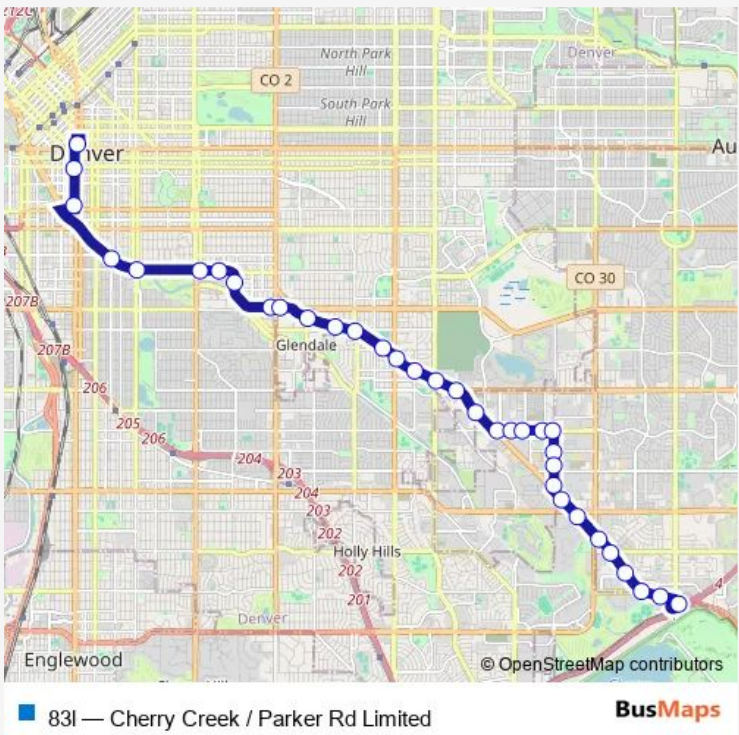 212C
North Park
Hill
Denver
CO 2
South Park
Hill
Denver
Au
CO 30
207B
207B
Glendale
206
205
206
204
203
204
203
202
Holly Hills
202
201
4
Denver
Englewood
© OpenStreetMap contributors
83l — Cherry Creek / Parker Rd Limited
BusMaps